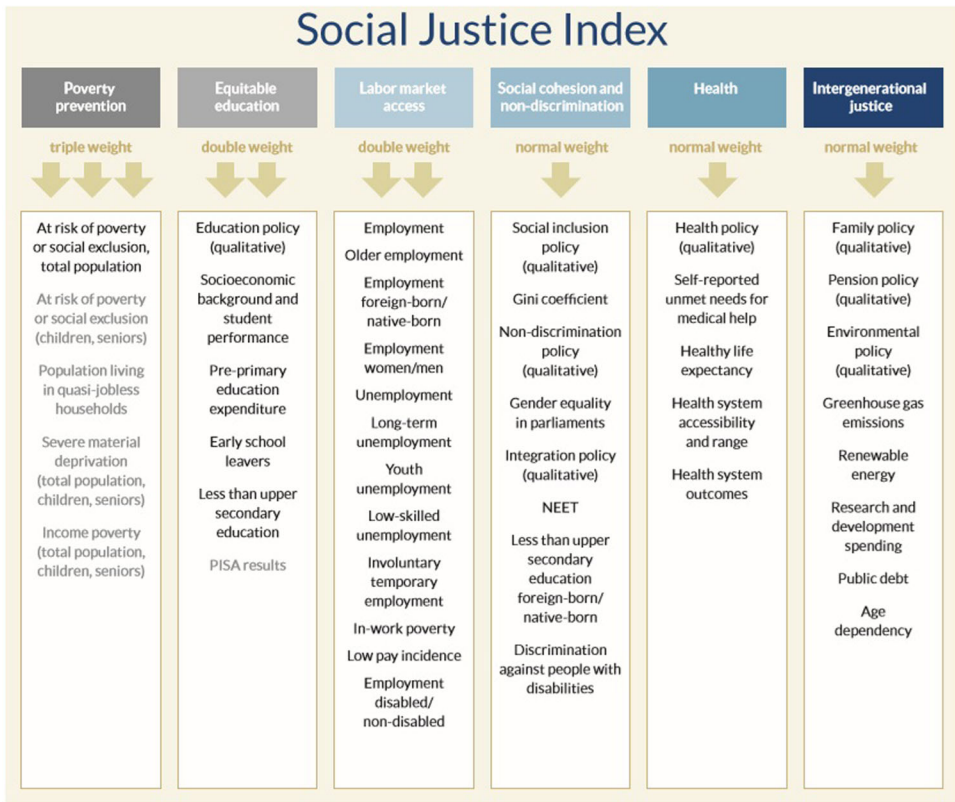 Social Justice Index
Poverty
prevention
triple weight
At risk of poverty
or social exclusion,
total population
At risk of poverty
or social exclusion
(children, seniors)
Population living
in quasi-jobless
households
Severe material
deprivation
(total population,
children, seniors)
Income poverty
(total population,
children, seniors)
Equitable
education
double weight
Education policy
(qualitative)
Socioeconomic
background and
student
performance
Pre-primary
education
expenditure
Early school
leavers
Less than upper
secondary
education
PISA results
Labor market
access
double weight
Employment
Older employment
Employment
foreign-born/
native-born
Employment
women/men
Unemployment
Long-term
unemployment
Youth
unemployment
Low-skilled
unemployment
Involuntary
temporary
employment
In-work poverty
Low pay incidence
Employment
disabled/
non-disabled
Social cohesion and
non-discrimination
normal weight
Social inclusion
policy
(qualitative)
Gini coefficient
Non-discrimination
policy
(qualitative)
Gender equality
in parliaments
Integration policy
(qualitative)
NEET
Less than upper
secondary
education
foreign-born/
native-born
Discrimination
against people with
disabilities
Health
normal weight
Health policy
(qualitative)
Self-reported
unmet needs for
medical help
Healthy life
expectancy
Health system
accessibility
and range
Health system
outcomes
Intergenerational
justice
normal weight
Family policy
(qualitative)
Pension policy
(qualitative)
Environmental
policy
(qualitative)
Greenhouse gas
emissions
Renewable
energy
Research and
development
spending
Public debt
Age
dependency